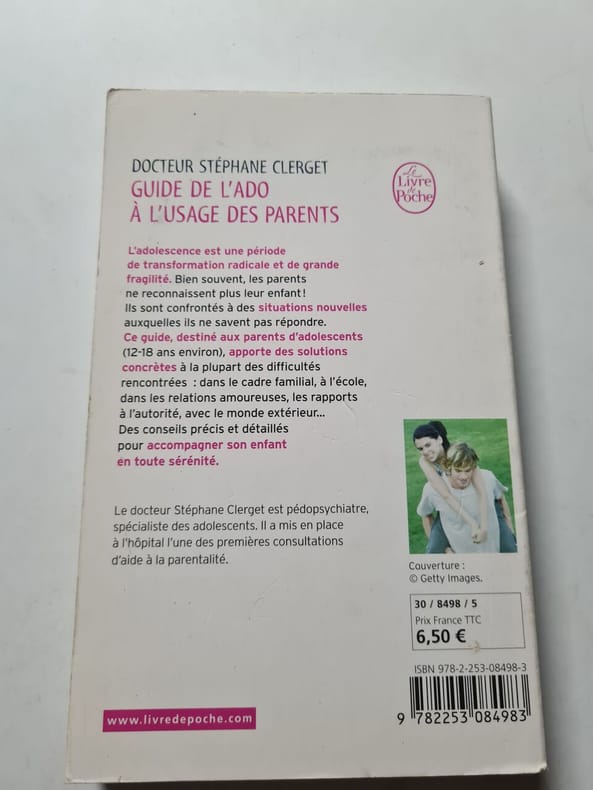 DOCTEUR STÉPHANE CLERGET
GUIDE DE L'ADO
À L'USAGE DES PARENTS
Le
Livre
de
Poche
L'adolescence est une période
de transformation radicale et de grande
fragilité. Bien souvent, les parents
ne reconnaissent plus leur enfant !
Ils sont confrontés à des situations nouvelles
auxquelles ils ne savent pas répondre.
Ce guide, destiné aux parents d'adolescents
(12-18 ans environ), apporte des solutions
concrètes à la plupart des difficultés
rencontrées : dans le cadre familial, à l'école,
dans les relations amoureuses, les rapports
à l'autorité, avec le monde extérieur...
Des conseils précis et détaillés
pour accompagner son enfant
en toute sérénité.
Le docteur Stéphane Clerget est pédopsychiatre,
spécialiste des adolescents. Il a mis en place
à l'hôpital l'une des premières consultations
d'aide à la parentalité.
Couverture :
© Getty Images.
30 / 8498 / 5
Prix France TTC
6,50 €
ISBN 978-2-253-08498-3
9 782253 084983
www.livredepoche.com